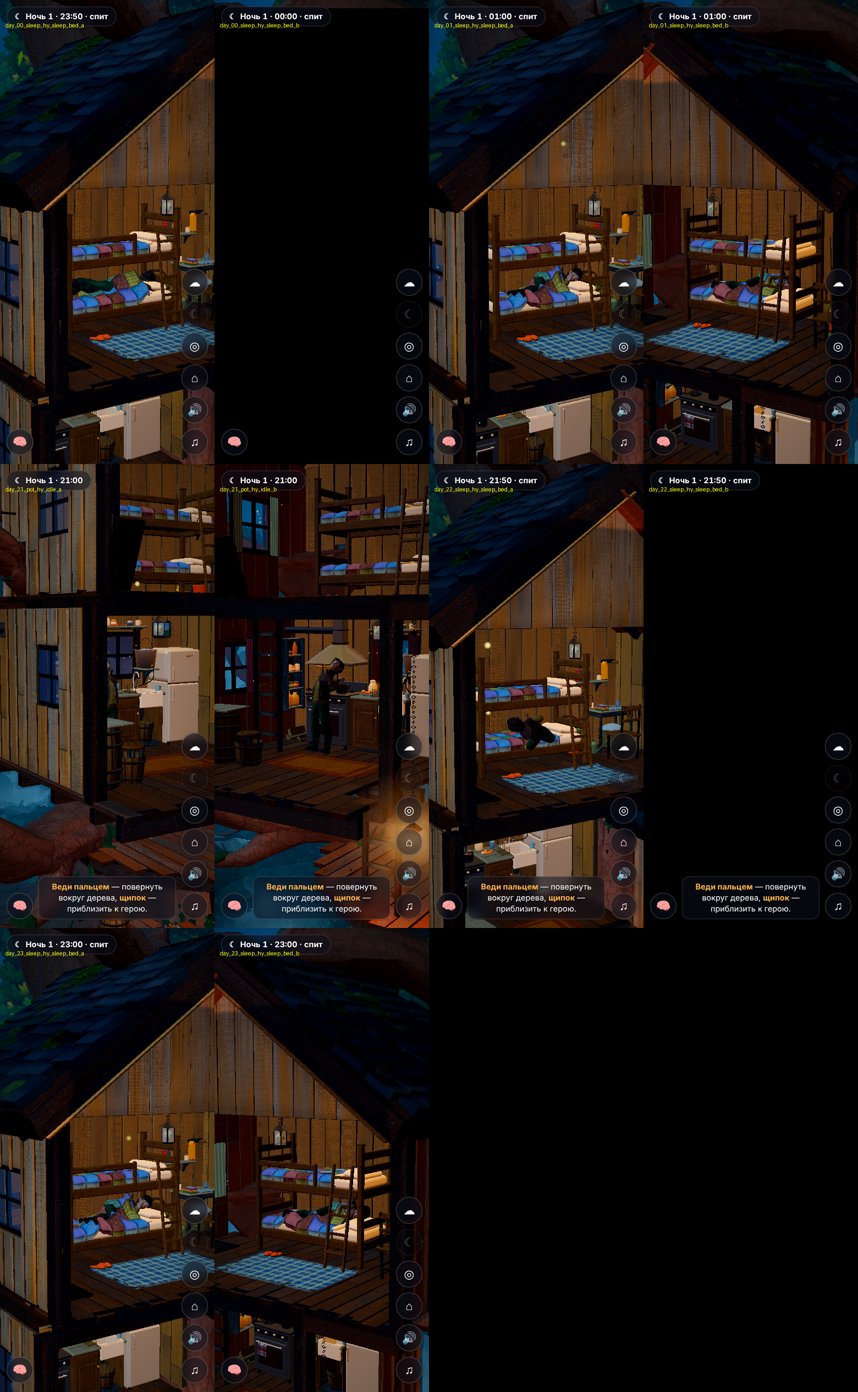 Ночь 1 · 23:50 · спит
day_00_sleep_hy_sleep_bed_a
Ночь 1 · 00:00 · спит
day_00_sleep_hy_sleep_bed_b
Ночь 1 · 01:00 · спит
day_01_sleep_hy_sleep_bed_a
Ночь 1 · 01:00 · спит
day_01_sleep_hy_sleep_bed_b
Ночь 1 · 21:00
day_21_pot_hy_idle_a
Ночь 1 · 21:00
day_21_pot_hy_idle_b
Ночь 1 · 21:50 · спит
day_22_sleep_hy_sleep_bed_a
Ночь 1 · 21:50 · спит
day_22_sleep_hy_sleep_bed_b
Веди пальцем — повернуть
вокруг дерева, щипок —
приблизить к герою.
Веди пальцем — повернуть
вокруг дерева, щипок —
приблизить к герою.
Веди пальцем — повернуть
вокруг дерева, щипок —
приблизить к герою.
Веди пальцем — повернуть
вокруг дерева, щипок —
приблизить к герою.
Ночь 1 · 23:00 · спит
day_23_sleep_hy_sleep_bed_a
Ночь 1 · 23:00 · спит
day_23_sleep_hy_sleep_bed_b